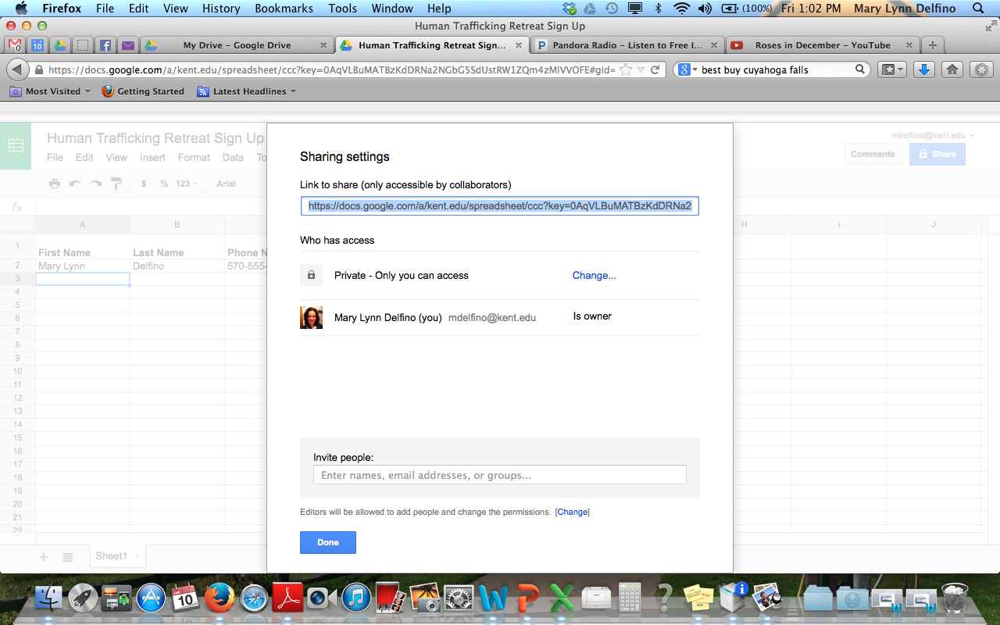 Firefox File Edit View History Bookmarks Tools Window Help (100%) Fri 1:02 PM Mary Lynn Delfino
Human Trafficking Retreat Sign Up
My Drive – Google Drive Human Trafficking Retreat Sign... Pandora Radio – Listen to Free I... Roses in December – YouTube
https://docs.google.com/a/kent.edu/spreadsheet/ccc?key=0AqVLBuMATBzKdDRNa2NGbG5SdUstRW1ZQm4zMlVVOFE#gid= best buy cuyahoga falls
Most Visited Getting Started Latest Headlines
Human Trafficking Retreat Sign Up
mdelfino@kent.edu
File Edit View Insert Format Data To
Comments Share
$ % 123 Arial
fx
A B H I J
Sharing settings
Link to share (only accessible by collaborators)
https://docs.google.com/a/kent.edu/spreadsheet/ccc?key=0AqVLBuMATBzKdDRNa2
Who has access
Private - Only you can access Change...
Mary Lynn Delfino (you) mdelfino@kent.edu Is owner
Invite people:
Enter names, email addresses, or groups...
Editors will be allowed to add people and change the permissions. [Change]
Done
1 First Name Last Name Phone N
2 Mary Lynn Delfino 570-555-
3
4
5
6
7
8
9
10
11
12
13
14
15
16
17
18
19
20
21
22
Sheet1
JAN 10